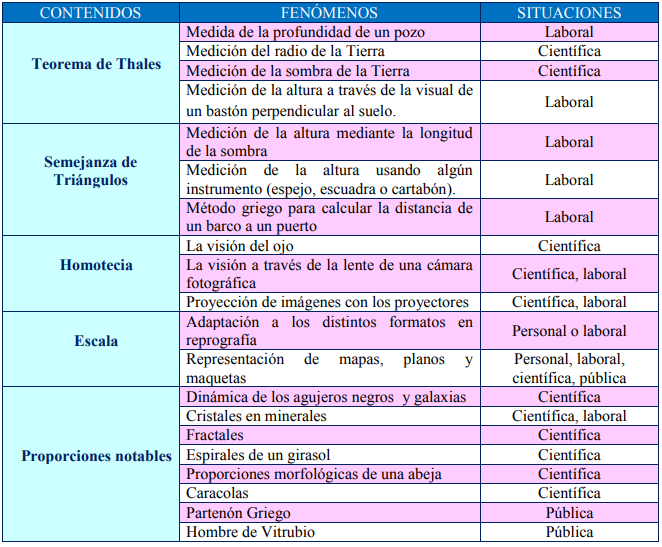 CONTENIDOS FENÓMENOS SITUACIONES
Teorema de Thales
Medida de la profundidad de un pozo Laboral
Medición del radio de la Tierra Científica
Medición de la sombra de la Tierra Científica
Medición de la altura a través de la visual de
un bastón perpendicular al suelo.
Laboral
Semejanza de
Triángulos
Medición de la altura mediante la longitud
de la sombra
Laboral
Medición de la altura usando algún
instrumento (espejo, escuadra o cartabón).
Laboral
Método griego para calcular la distancia de
un barco a un puerto
Laboral
Homotecia
La visión del ojo Científica
La visión a través de la lente de una cámara
fotográfica
Científica, laboral
Proyección de imágenes con los proyectores Científica, laboral
Escala
Adaptación a los distintos formatos en
reprografía
Personal o laboral
Representación de mapas, planos y
maquetas
Personal, laboral,
científica, pública
Proporciones notables
Dinámica de los agujeros negros y galaxias Científica
Cristales en minerales Científica, laboral
Fractales Científica
Espirales de un girasol Científica
Proporciones morfológicas de una abeja Científica
Caracolas Científica
Partenón Griego Pública
Hombre de Vitrubio Pública